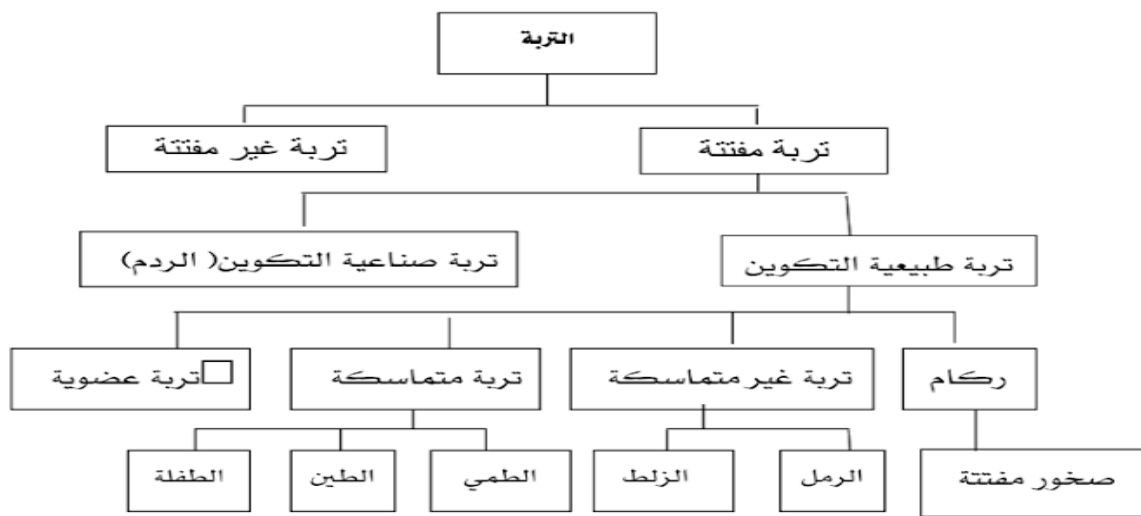 التربة
تربة مفتتة
تربة غير مفتتة
تربة طبيعية التكوين
تربة صناعية التكوين( الردم)
ركام
تربة غير متماسكة
تربة متماسكة
تربة عضوية
صخور مفتتة
الرمل
الزلط
الطمي
الطين
الطفلة